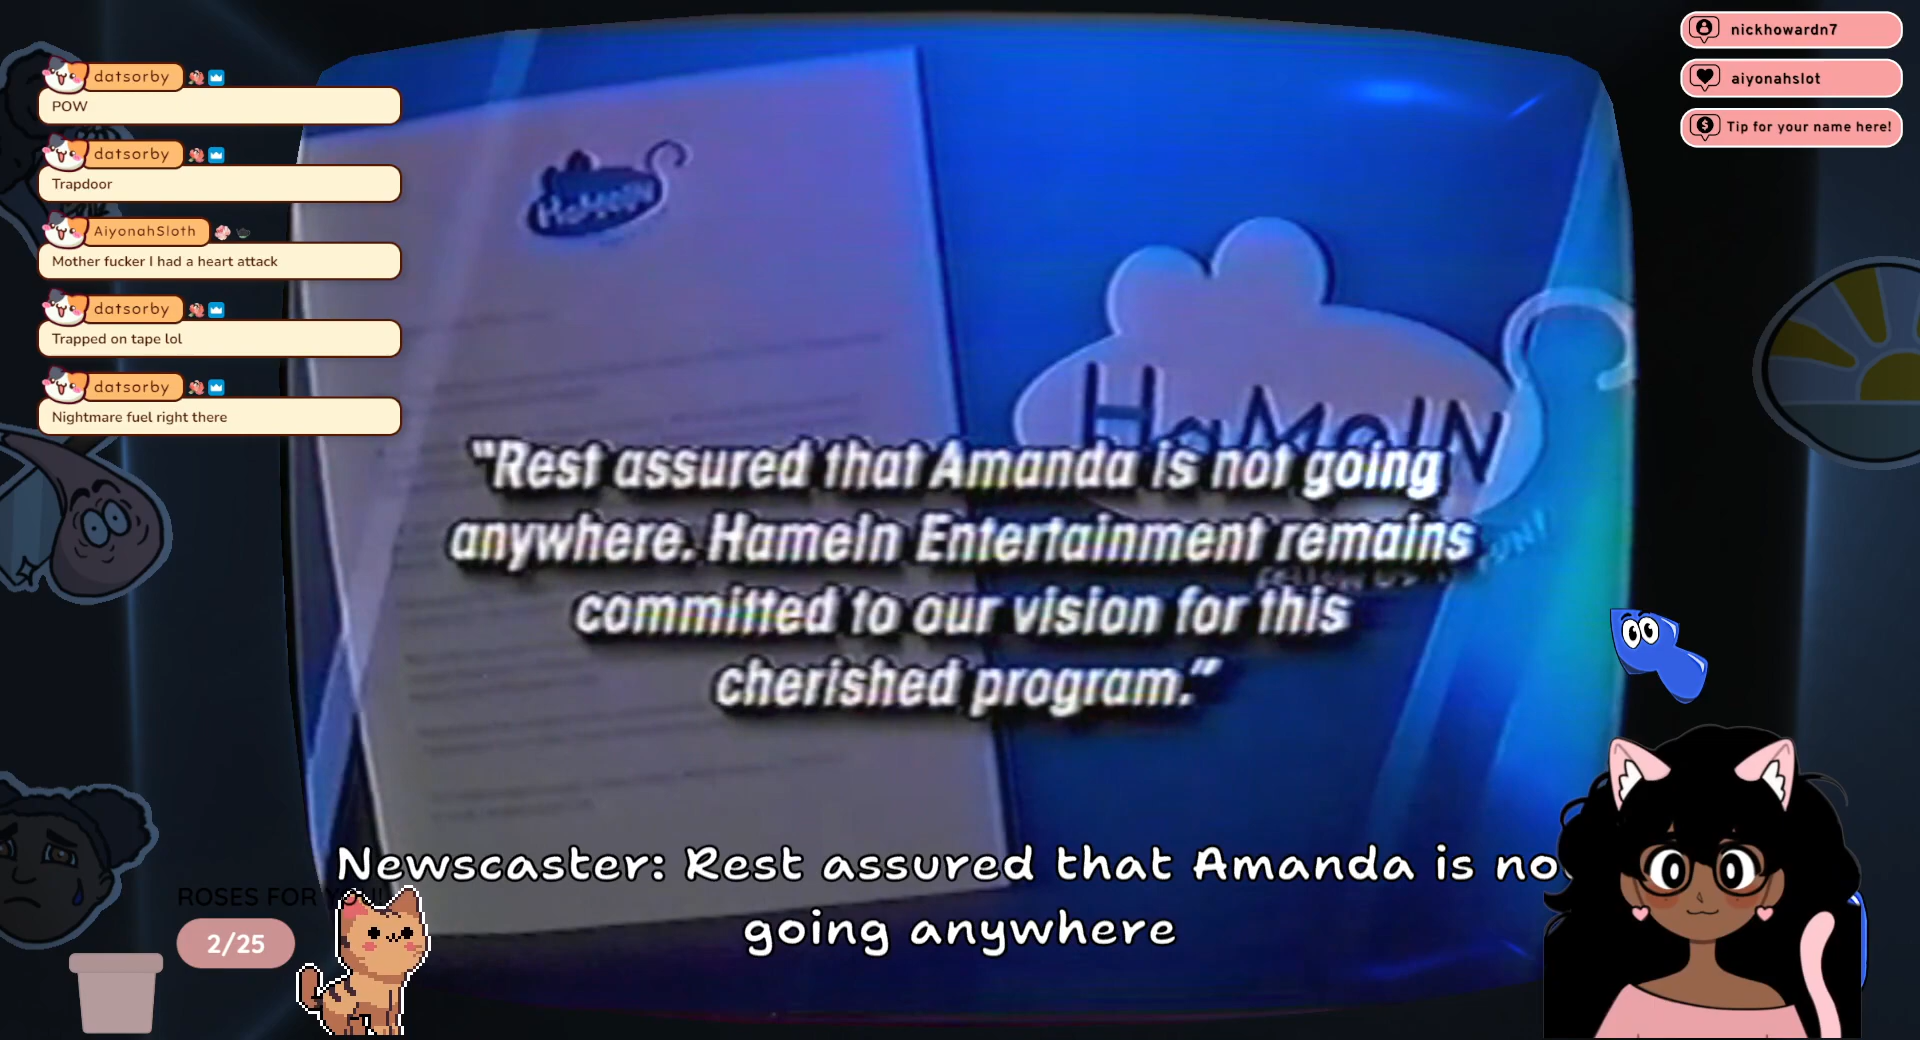 datsorby
POW
datsorby
Trapdoor
AiyonahSloth
Mother fucker I had a heart attack
datsorby
Trapped on tape lol
datsorby
Nightmare fuel right there
nickhowardn7
aiyonahslot
Tip for your name here!
HaMeIN
HaMeIN
"Rest assured that Amanda is not going
anywhere. Hameln Entertainment remains
committed to our vision for this
cherished program."
Newscaster: Rest assured that Amanda is no
going anywhere
ROSES FOR YOU!
2/25